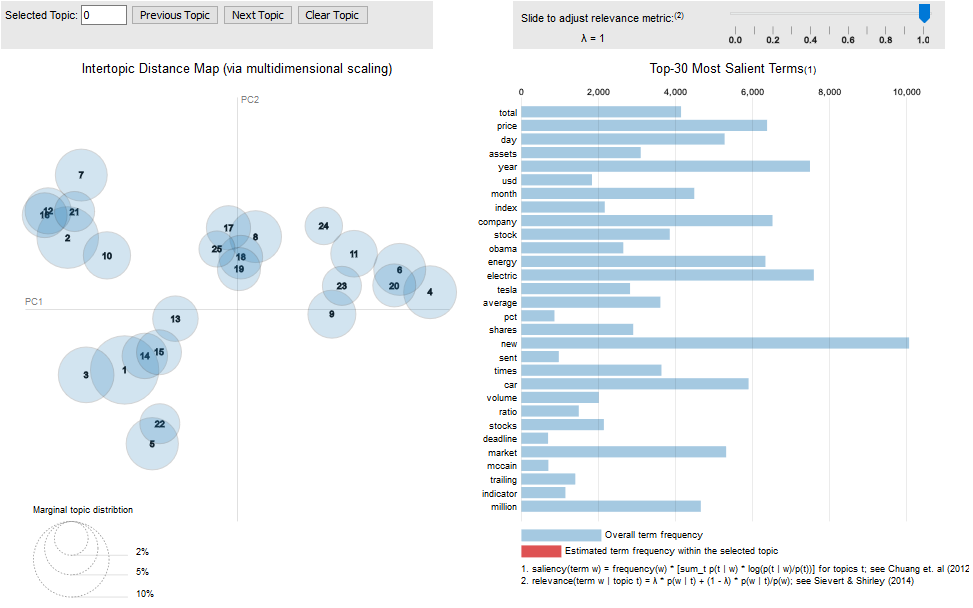 Selected Topic: 0 Previous Topic Next Topic Clear Topic
Slide to adjust relevance metric:(2)
λ = 1
0.0 0.2 0.4 0.6 0.8 1.0
Intertopic Distance Map (via multidimensional scaling)
PC2
PC1
7
12
21
2
10
17
8
25
18
19
24
11
6
23
20
4
9
13
14
15
1
3
22
5
Marginal topic distribtion
2%
5%
10%
Top-30 Most Salient Terms(1)
0 2,000 4,000 6,000 8,000 10,000
total
price
day
assets
year
usd
month
index
company
stock
obama
energy
electric
tesla
average
pct
shares
new
sent
times
car
volume
ratio
stocks
deadline
market
mccain
trailing
indicator
million
Overall term frequency
Estimated term frequency within the selected topic
1. saliency(term w) = frequency(w) * [sum_t p(t | w) * log(p(t | w)/p(t))] for topics t; see Chuang et. al (2012
2. relevance(term w | topic t) = λ * p(w | t) + (1 - λ) * p(w | t)/p(w); see Sievert & Shirley (2014)